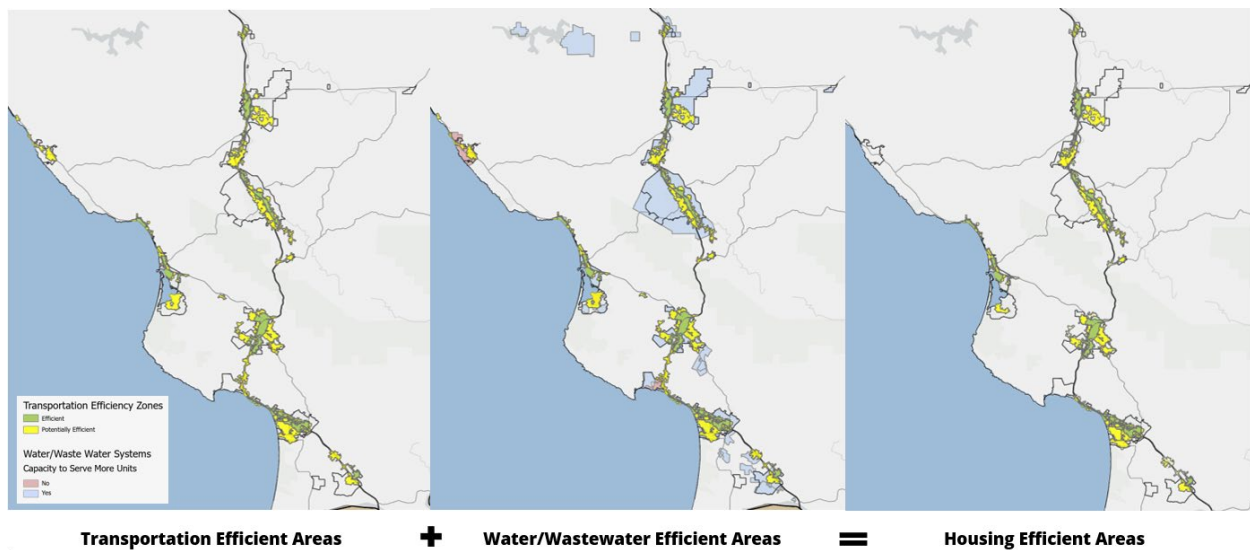 Transportation Efficiency Zones
Efficient
Potentially Efficient
Water/Waste Water Systems
Capacity to Serve More Units
No
Yes
Transportation Efficient Areas + Water/Wastewater Efficient Areas = Housing Efficient Areas